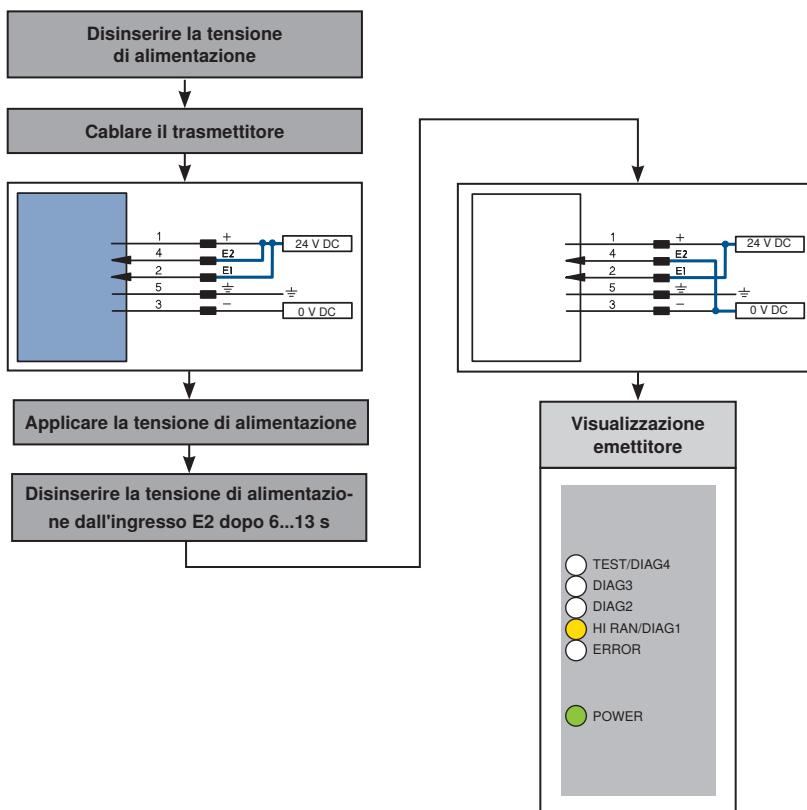 Disinserire la tensione
di alimentazione
Cablare il trasmettitore
1 + 24 V DC
4 E2
2 E1
5
3 – 0 V DC
Applicare la tensione di alimentazione
Disinserire la tensione di alimentazio-
ne dall'ingresso E2 dopo 6...13 s
1 + 24 V DC
4 E2
2 E1
5
3 – 0 V DC
Visualizzazione
emettitore
TEST/DIAG4
DIAG3
DIAG2
HI RAN/DIAG1
ERROR
POWER